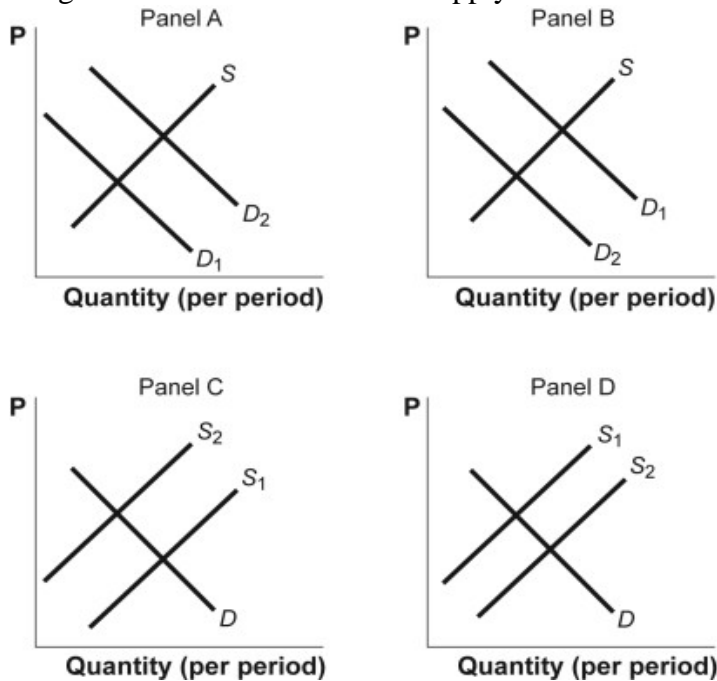 Panel A
P
S
D2
D1
Quantity (per period)
Panel B
P
S
D1
D2
Quantity (per period)
Panel C
P
S2
S1
D
Quantity (per period)
Panel D
P
S1
S2
D
Quantity (per period)